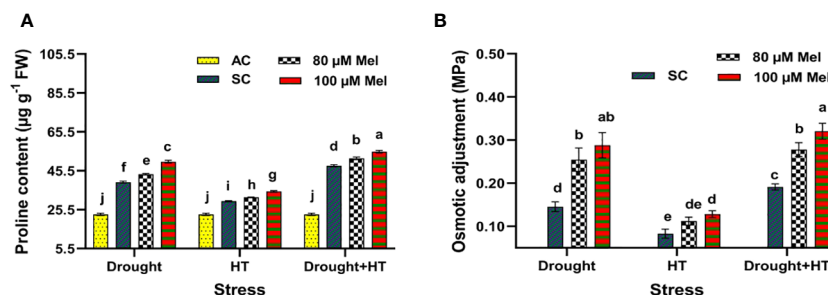 A
Proline content (µg g-1 FW)
105.5
85.5
65.5
45.5
25.5
5.5
AC
SC
80 µM Mel
100 µM Mel
j f e c
j i h g
j d b a
Drought HT Drought+HT
Stress
B
Osmotic adjustment (MPa)
0.50
0.40
0.30
0.20
0.10
SC
80 µM Mel
100 µM Mel
d b ab
e de d
c b a
Drought HT Drought+HT
Stress